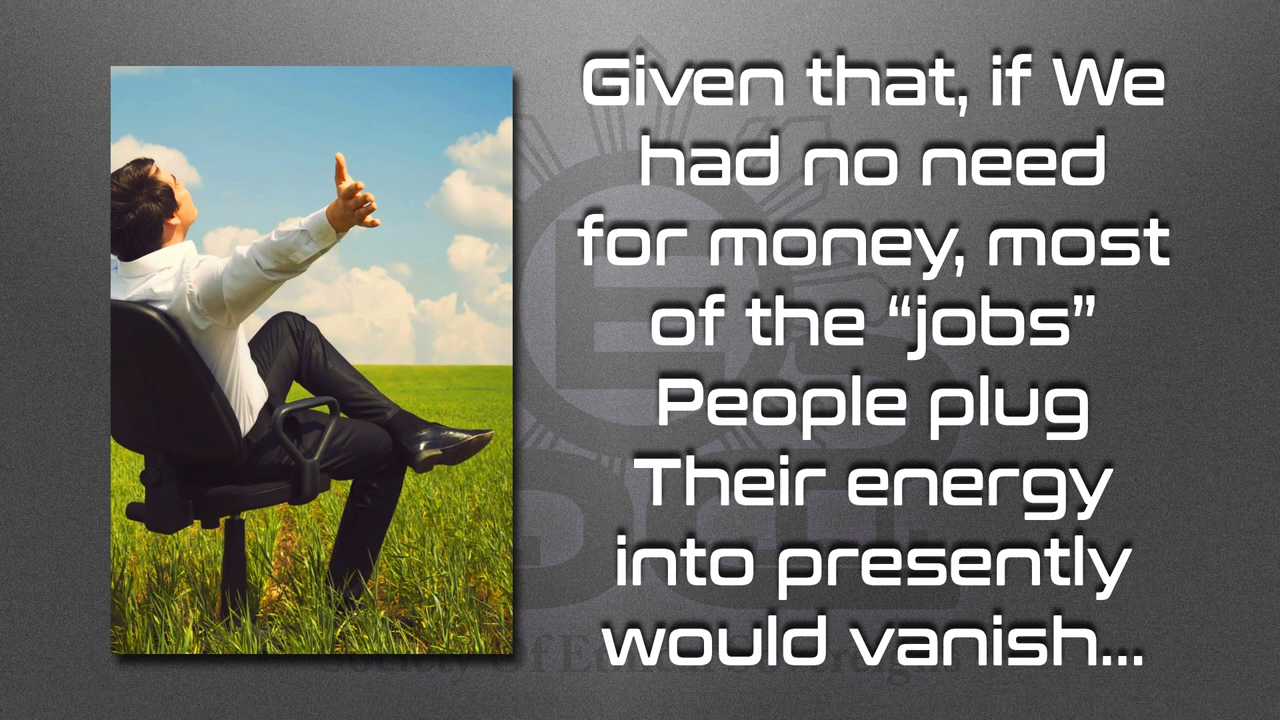 Given that, if We
had no need
for money, most
of the “jobs”
People plug
Their energy
into presently
would vanish...